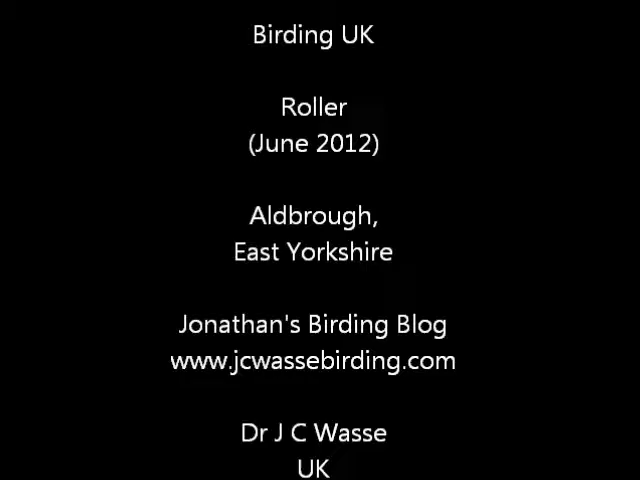 Birding UK
Roller
(June 2012)
Aldbrough,
East Yorkshire
Jonathan's Birding Blog
www.jcwassebirding.com
Dr J C Wasse
UK